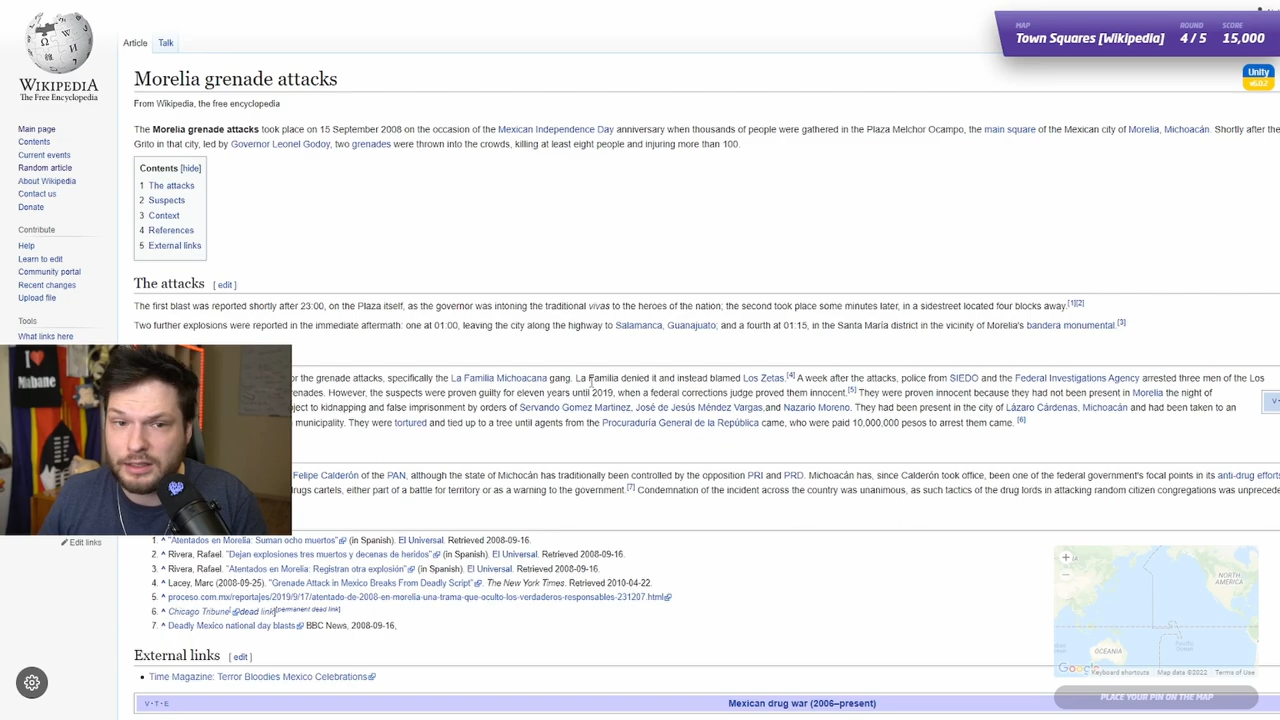 MAP
Town Squares [Wikipedia]
ROUND
4 / 5
SCORE
15,000
Unity
v6.0.2
WIKIPEDIA
The Free Encyclopedia
Article Talk
Morelia grenade attacks
From Wikipedia, the free encyclopedia
The Morelia grenade attacks took place on 15 September 2008 on the occasion of the Mexican Independence Day anniversary when thousands of people were gathered in the Plaza Melchor Ocampo, the main square of the Mexican city of Morelia, Michoacán. Shortly after the
Grito in that city, led by Governor Leonel Godoy, two grenades were thrown into the crowds, killing at least eight people and injuring more than 100.
Main page
Contents
Current events
Random article
About Wikipedia
Contact us
Donate
Contribute
Help
Learn to edit
Community portal
Recent changes
Upload file
Tools
What links here
Edit links
Contents [hide]
1 The attacks
2 Suspects
3 Context
4 References
5 External links
The attacks [ edit ]
The first blast was reported shortly after 23:00, on the Plaza itself, as the governor was intoning the traditional vivas to the heroes of the nation; the second took place some minutes later, in a sidestreet located four blocks away.[1][2]
Two further explosions were reported in the immediate aftermath: one at 01:00, leaving the city along the highway to Salamanca, Guanajuato; and a fourth at 01:15, in the Santa María district in the vicinity of Morelia's bandera monumental.[3]
or the grenade attacks, specifically the La Familia Michoacana gang. La Familia denied it and instead blamed Los Zetas.[4] A week after the attacks, police from SIEDO and the Federal Investigations Agency arrested three men of the Los
renades. However, the suspects were proven guilty for eleven years until 2019, when a federal corrections judge proved them innocent.[5] They were proven innocent because they had not been present in Morelia the night of
ject to kidnapping and false imprisonment by orders of Servando Gomez Martinez, José de Jesús Méndez Vargas,and Nazario Moreno. They had been present in the city of Lázaro Cárdenas, Michoacán and had been taken to an
municipality. They were tortured and tied up to a tree until agents from the Procuraduría General de la República came, who were paid 10,000,000 pesos to arrest them came. [6]
Felipe Calderón of the PAN, although the state of Michocán has traditionally been controlled by the opposition PRI and PRD. Michoacán has, since Calderón took office, been one of the federal government's focal points in its anti-drug efforts
drugs cartels, either part of a battle for territory or as a warning to the government.[7] Condemnation of the incident across the country was unanimous, as such tactics of the drug lords in attacking random citizen congregations was unprecede
1. ^ "Atentados en Morelia: Suman ocho muertos" (in Spanish). El Universal. Retrieved 2008-09-16.
2. ^ Rivera, Rafael. "Dejan explosiones tres muertos y decenas de heridos" (in Spanish). El Universal. Retrieved 2008-09-16.
3. ^ Rivera, Rafael. "Atentados en Morelia: Registran otra explosión" (in Spanish). El Universal. Retrieved 2008-09-16.
4. ^ Lacey, Marc (2008-09-25). "Grenade Attack in Mexico Breaks From Deadly Script". The New York Times. Retrieved 2010-04-22.
5. ^ proceso.com.mx/reportajes/2019/9/17/atentado-de-2008-en-morelia-una-trama-que-oculto-los-verdaderos-responsables-231207.html
6. ^ Chicago Tribune[dead link][permanent dead link]
7. ^ Deadly Mexico national day blasts BBC News, 2008-09-16,
External links [ edit ]
Time Magazine: Terror Bloodies Mexico Celebrations
V · T · E
Mexican drug war (2006–present)
I
Mabane
NORTH
AMERICA
OCEANIA
Pacific
Ocean
Google
Keyboard shortcuts Map data ©2022 Terms of Use
PLACE YOUR PIN ON THE MAP